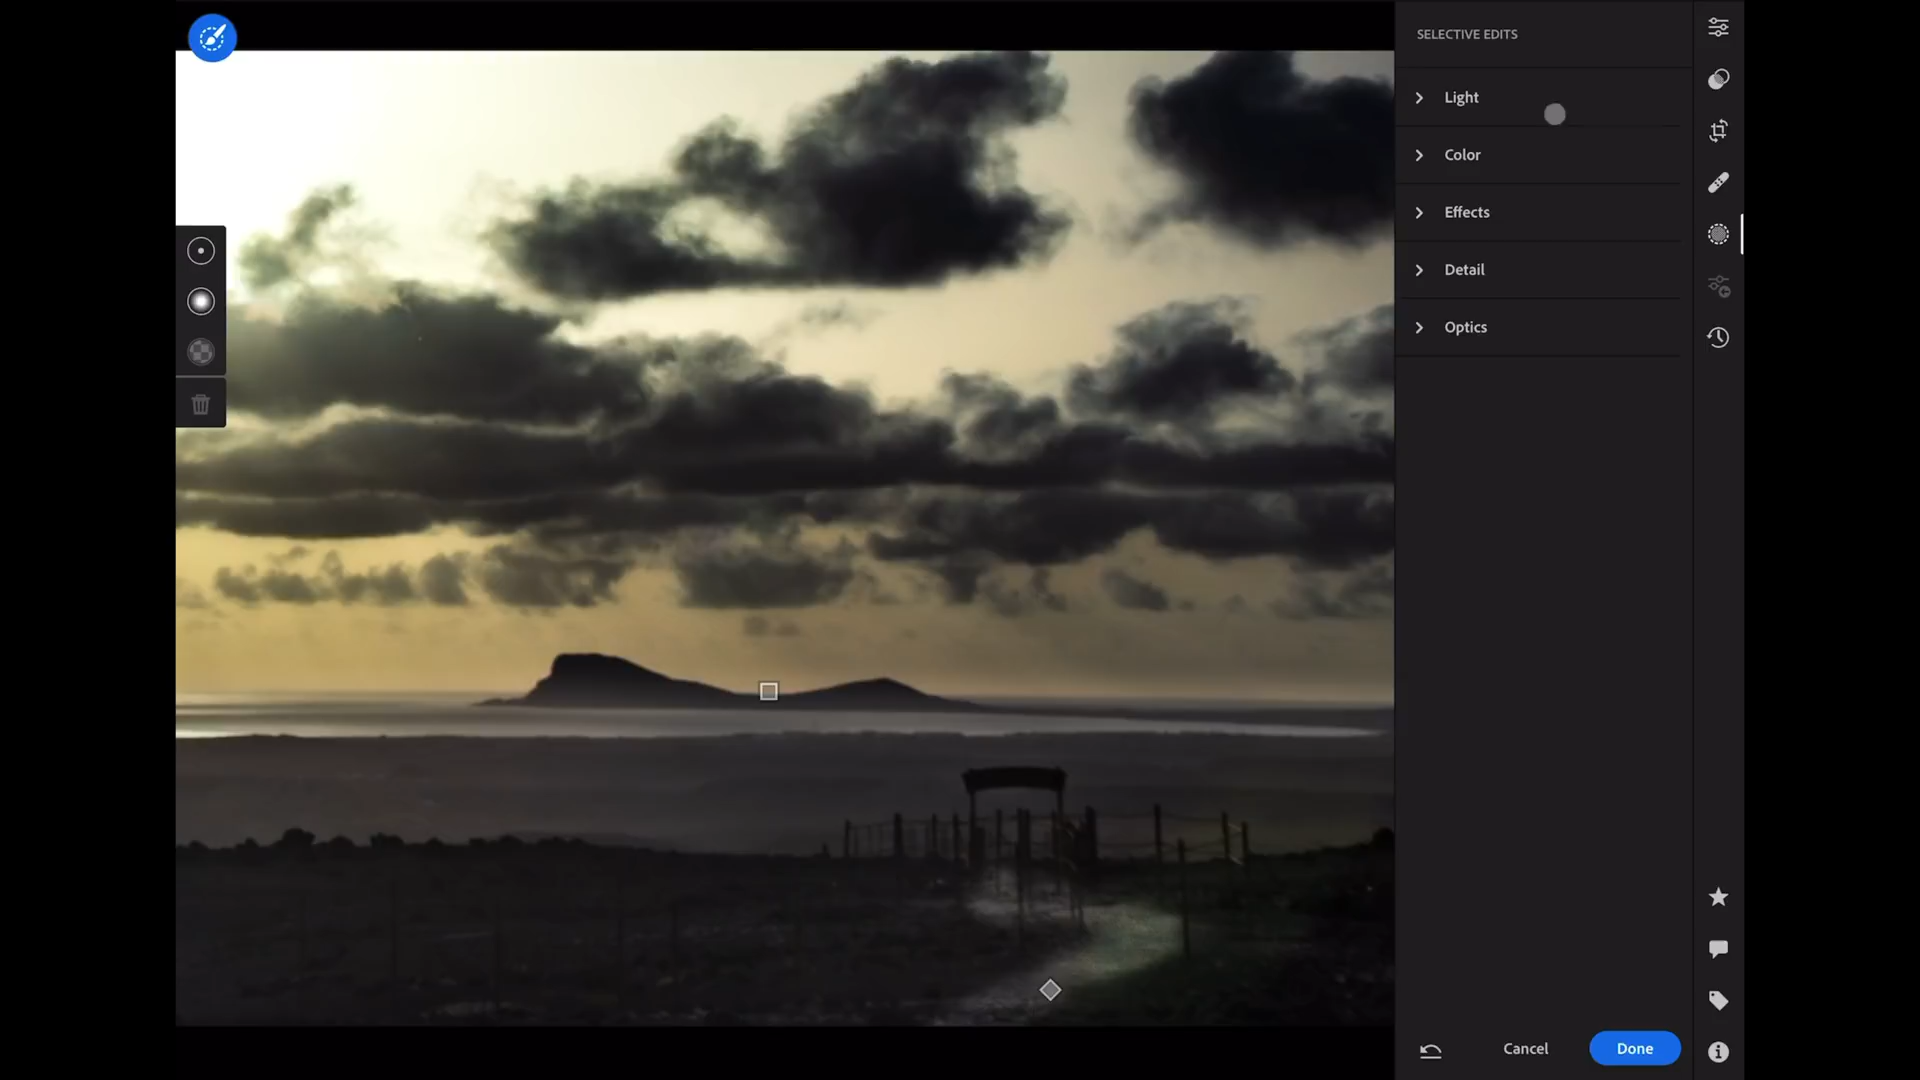 SELECTIVE EDITS
Light
Color
Effects
Detail
Optics
Cancel
Done